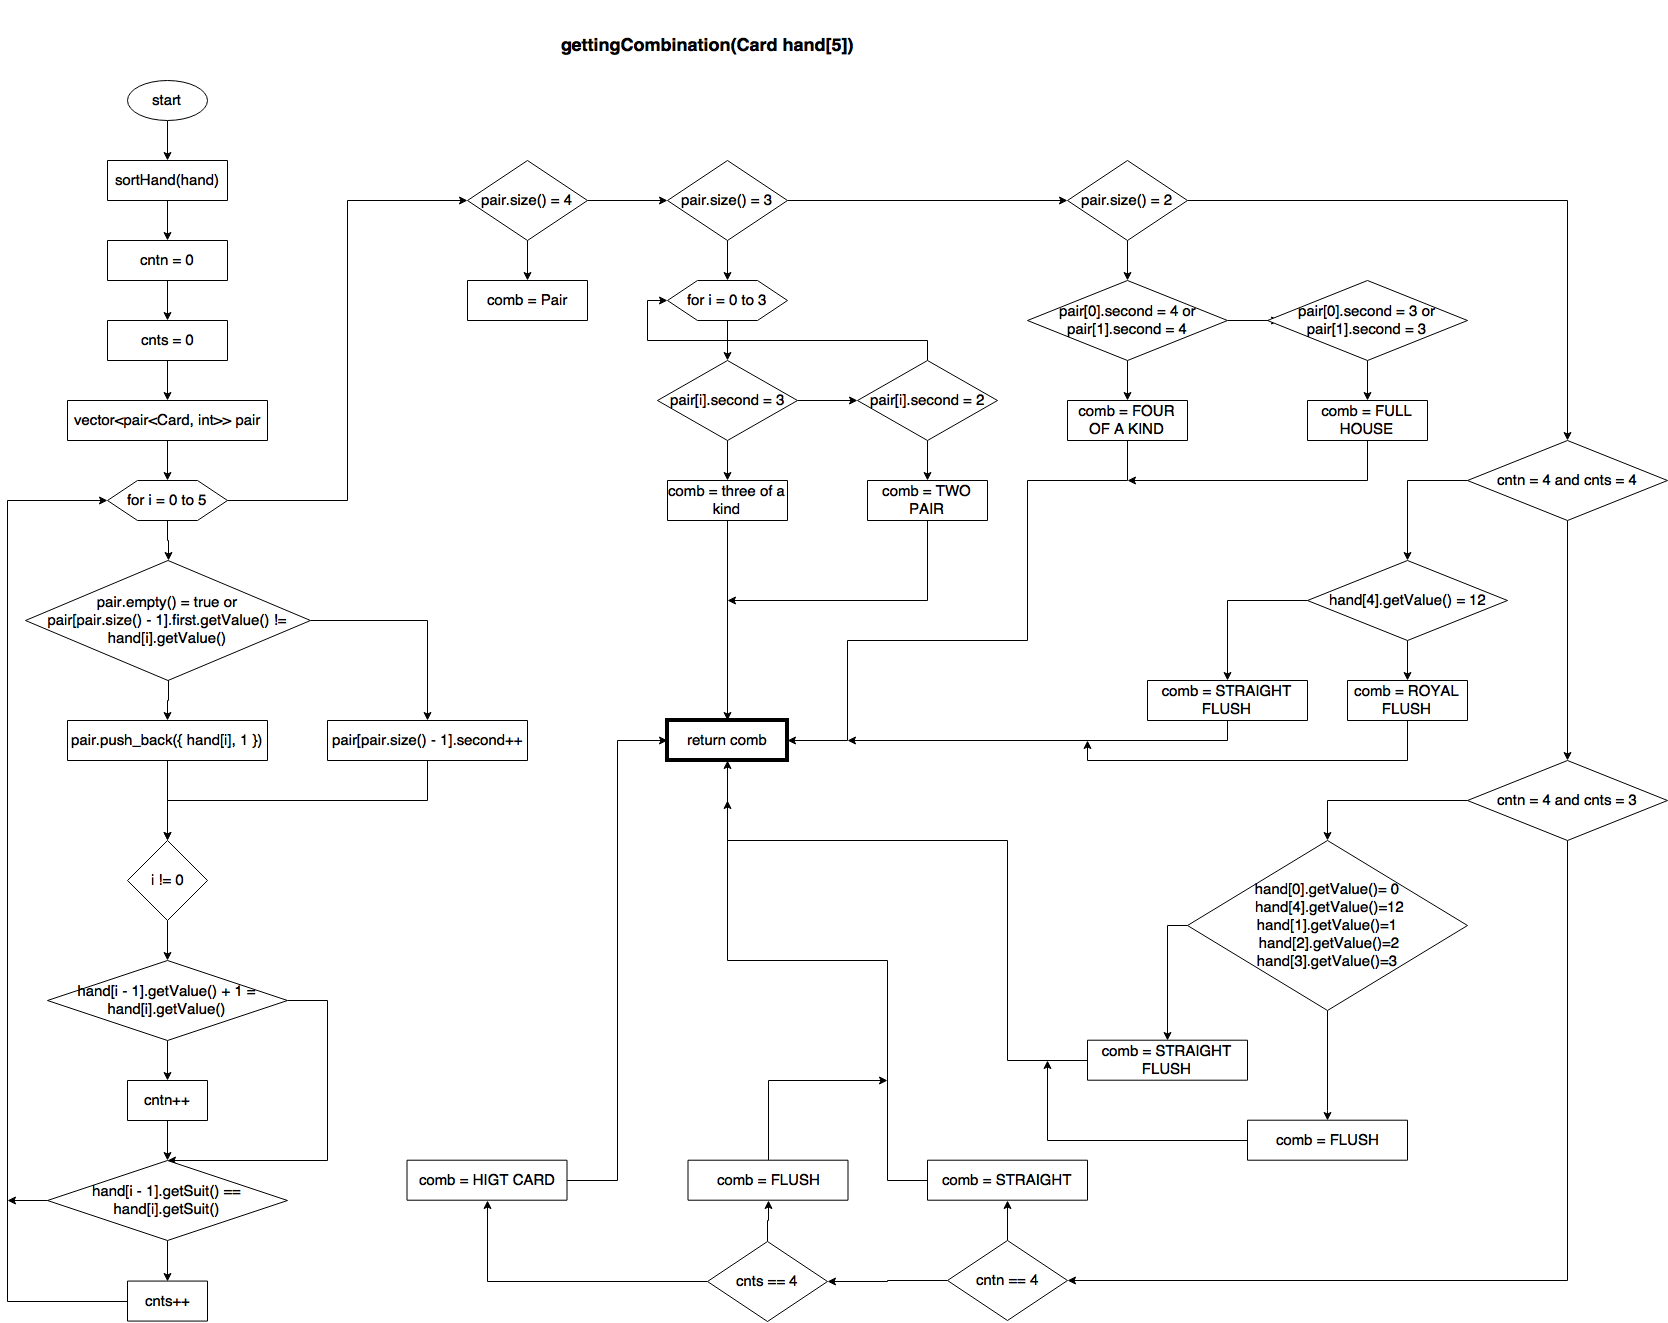 gettingCombination(Card hand[5])
start
sortHand(hand)
cntn = 0
cnts = 0
vector<pair<Card, int>> pair
for i = 0 to 5
pair.empty() = true or
pair[pair.size() - 1].first.getValue() !=
hand[i].getValue()
pair.push_back({ hand[i], 1 })
pair[pair.size() - 1].second++
i != 0
hand[i - 1].getValue() + 1 =
hand[i].getValue()
cntn++
hand[i - 1].getSuit() ==
hand[i].getSuit()
cnts++
pair.size() = 4
comb = Pair
pair.size() = 3
for i = 0 to 3
pair[i].second = 3
pair[i].second = 2
comb = three of a
kind
comb = TWO
PAIR
pair.size() = 2
pair[0].second = 4 or
pair[1].second = 4
pair[0].second = 3 or
pair[1].second = 3
comb = FOUR
OF A KIND
comb = FULL
HOUSE
cntn = 4 and cnts = 4
hand[4].getValue() = 12
comb = STRAIGHT
FLUSH
comb = ROYAL
FLUSH
return comb
cntn = 4 and cnts = 3
hand[0].getValue()= 0
hand[4].getValue()=12
hand[1].getValue()=1
hand[2].getValue()=2
hand[3].getValue()=3
comb = STRAIGHT
FLUSH
comb = FLUSH
comb = HIGT CARD
comb = FLUSH
comb = STRAIGHT
cnts == 4
cntn == 4